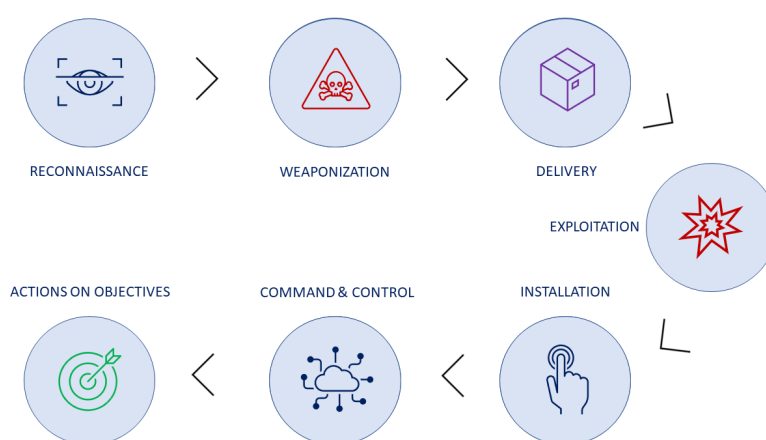 RECONNAISSANCE
WEAPONIZATION
DELIVERY
EXPLOITATION
INSTALLATION
COMMAND & CONTROL
ACTIONS ON OBJECTIVES